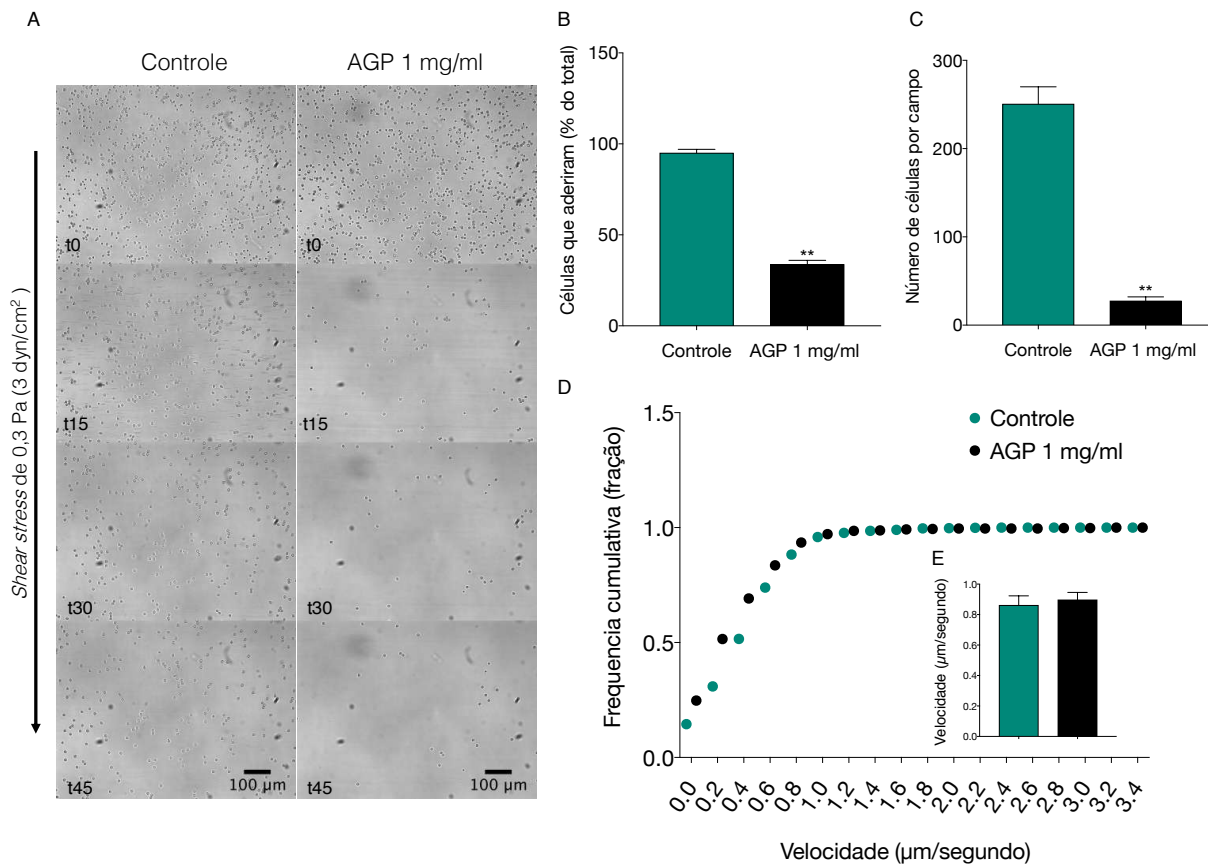 A
Controle
AGP 1 mg/ml
Shear stress de 0,3 Pa (3 dyn/cm² )
t0
t0
t15
t15
t30
t30
t45
100 µm
t45
100 µm
B
Células que aderiram (% do total)
150
100
50
0
**
Controle
AGP 1 mg/ml
C
Número de células por campo
300
200
100
0
**
Controle
AGP 1 mg/ml
D
Frequencia cumulativa (fração)
1.5
1.0
0.5
0.0
Controle
AGP 1 mg/ml
0.0 0.2 0.4 0.6 0.8 1.0 1.2 1.4 1.6 1.8 2.0 2.2 2.4 2.6 2.8 3.0 3.2 3.4
Velocidade (µm/segundo)
E
Velocidade (µm/segundo)
1.0
0.8
0.6
0.4
0.2
0.0